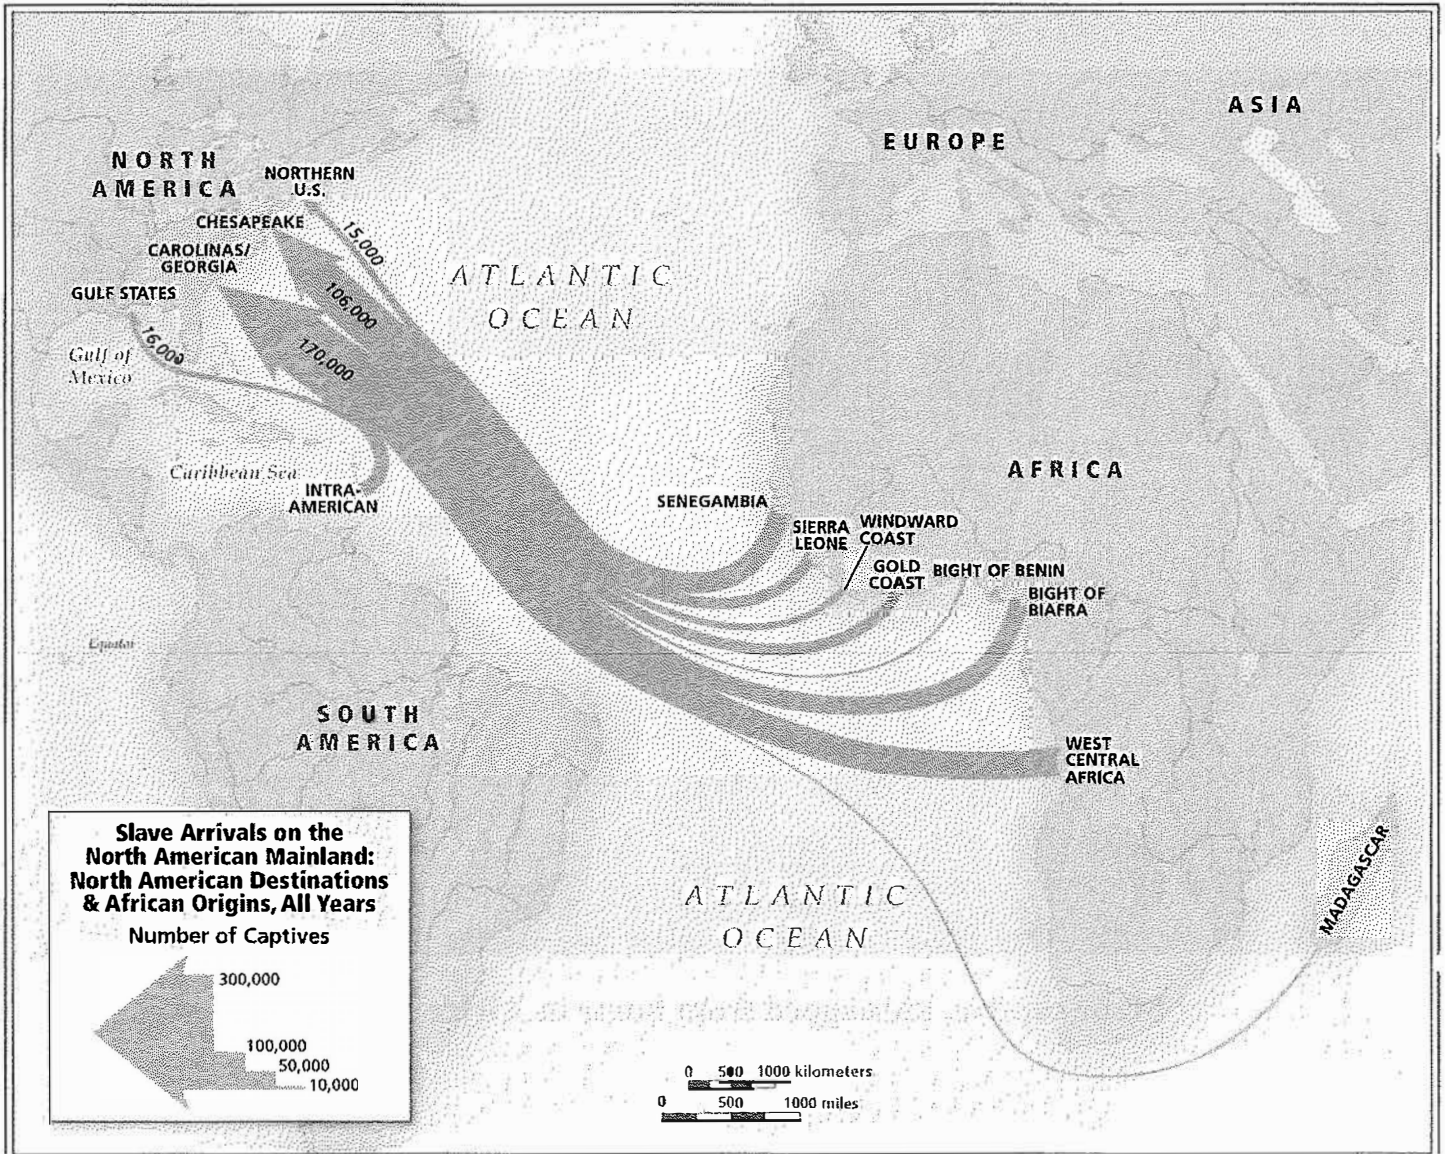 ASIA
EUROPE
NORTH
AMERICA
NORTHERN
U.S.
CHESAPEAKE
15,000
CAROLINAS/
GEORGIA
ATLANTIC
OCEAN
GULF STATES
106,000
16,000
170,000
Gulf of
Mexico
AFRICA
Caribbean Sea
INTRA-
AMERICAN
SENEGAMBIA
SIERRA
LEONE
WINDWARD
COAST
GOLD
COAST
BIGHT OF BENIN
BIGHT OF
BIAFRA
Equator
SOUTH
AMERICA
WEST
CENTRAL
AFRICA
MADAGASCAR
ATLANTIC
OCEAN
Slave Arrivals on the
North American Mainland:
North American Destinations
& African Origins, All Years
Number of Captives
300,000
100,000
50,000
10,000
0 500 1000 kilometers
0 500 1000 miles